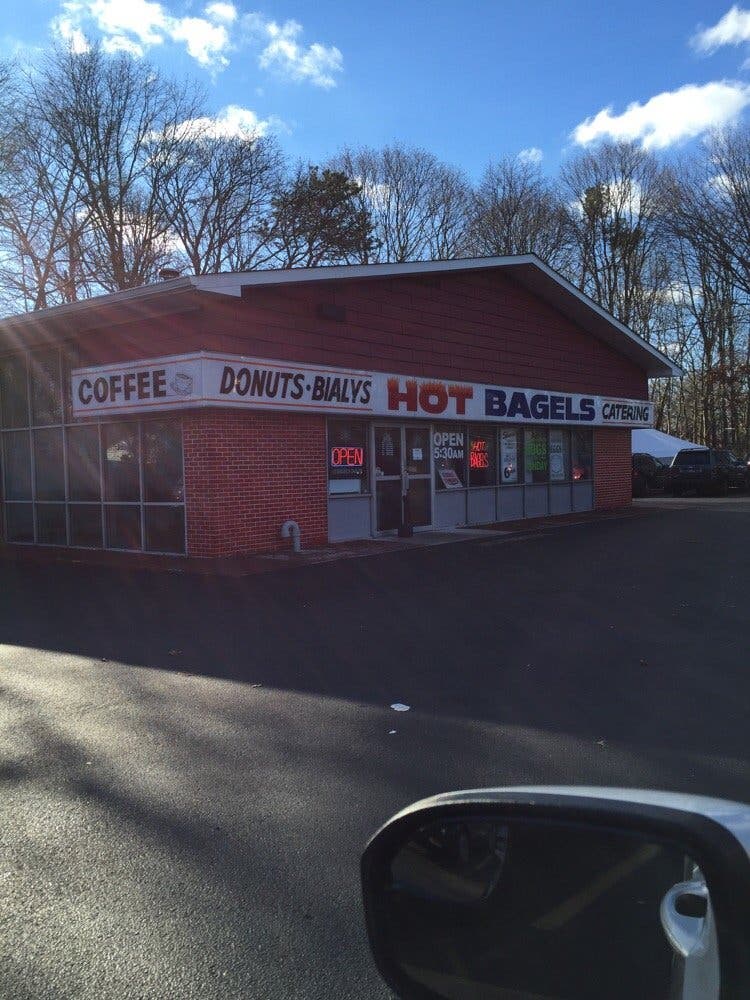 COFFEE
DONUTS·BIALYS HOT BAGELS CATERING
OPEN
OPEN
5:30AM
HOT
BAGELS